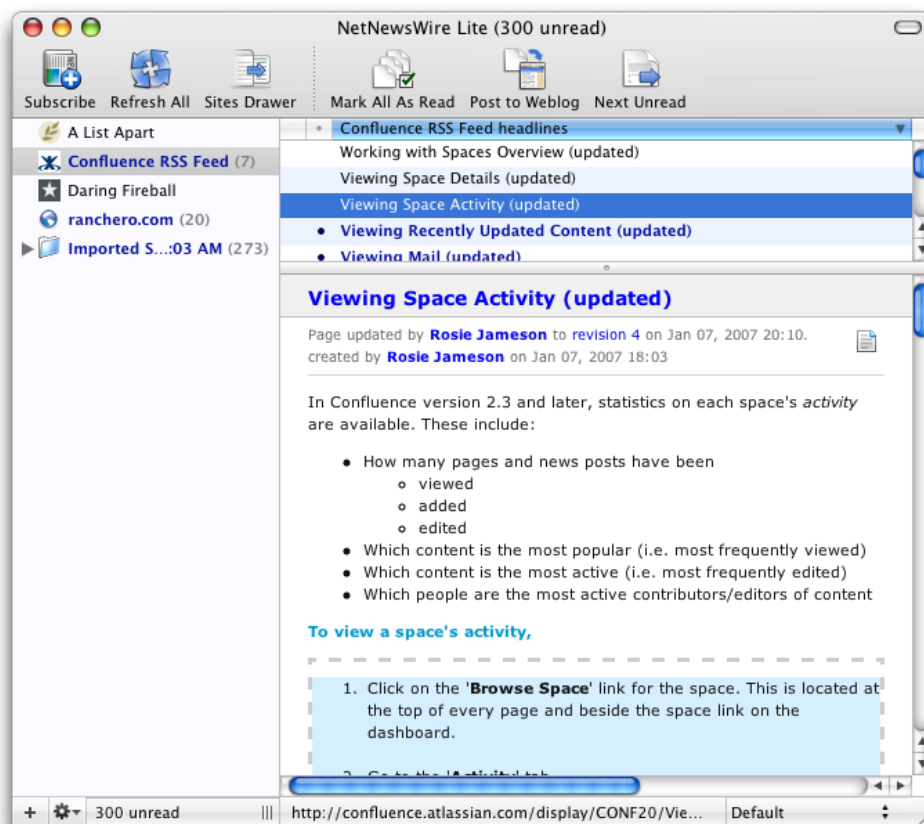 NetNewsWire Lite (300 unread)
Subscribe Refresh All Sites Drawer Mark All As Read Post to Weblog Next Unread
A List Apart
Confluence RSS Feed (7)
Daring Fireball
ranchero.com (20)
Imported S...:03 AM (273)
Confluence RSS Feed headlines
Working with Spaces Overview (updated)
Viewing Space Details (updated)
Viewing Space Activity (updated)
Viewing Recently Updated Content (updated)
Viewing Mail (updated)
Viewing Space Activity (updated)
Page updated by Rosie Jameson to revision 4 on Jan 07, 2007 20:10.
created by Rosie Jameson on Jan 07, 2007 18:03
In Confluence version 2.3 and later, statistics on each space's activity
are available. These include:
• How many pages and news posts have been
viewed
added
edited
• Which content is the most popular (i.e. most frequently viewed)
• Which content is the most active (i.e. most frequently edited)
• Which people are the most active contributors/editors of content
To view a space's activity,
1. Click on the 'Browse Space' link for the space. This is located at
the top of every page and beside the space link on the
dashboard.
2. Go to the 'Activity' tab
300 unread
http://confluence.atlassian.com/display/CONF20/Vie...
Default